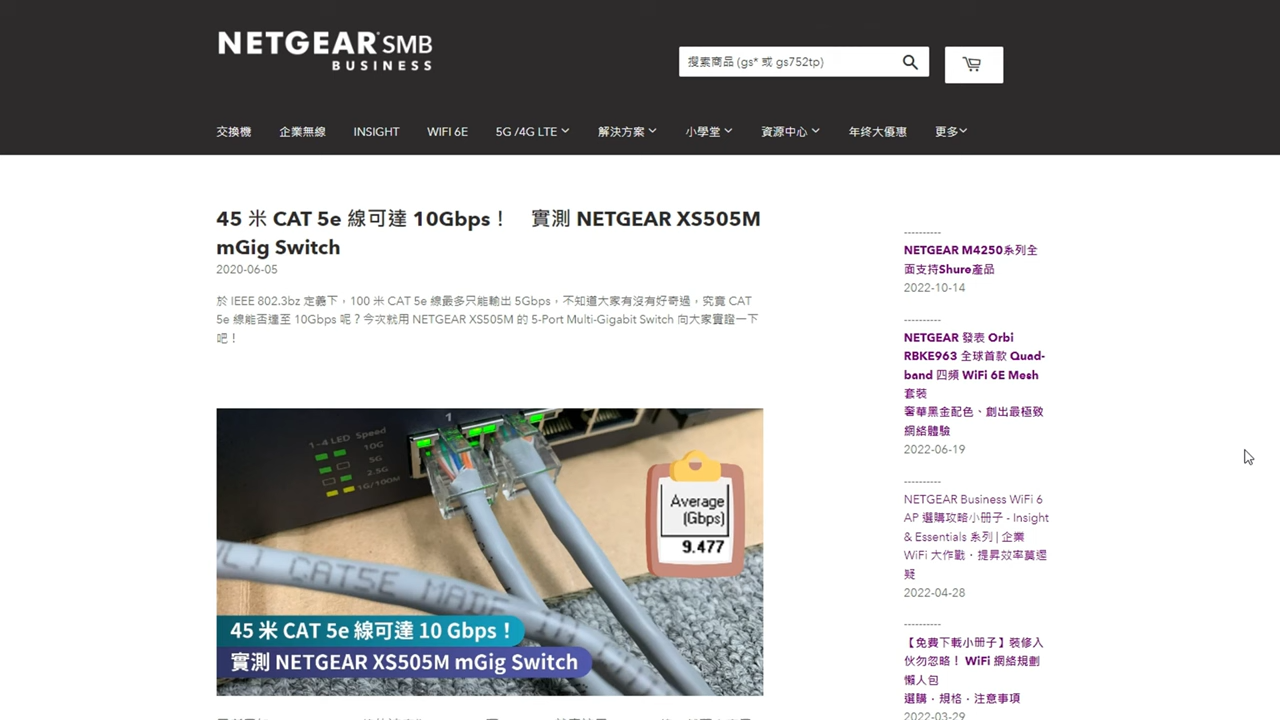 NETGEAR SMB
BUSINESS
搜索商品 (gs* 或 gs752tp)
交換機 企業無線 INSIGHT WIFI 6E 5G /4G LTE 解決方案 小學堂 資源中心 年终大優惠 更多
45 米 CAT 5e 線可達 10Gbps！ 實測 NETGEAR XS505M
mGig Switch
2020-06-05
於 IEEE 802.3bz 定義下，100 米 CAT 5e 線最多只能輸出 5Gbps，不知道大家有沒有好奇過，究竟 CAT
5e 線能否達至 10Gbps 呢？今次就用 NETGEAR XS505M 的 5-Port Multi-Gigabit Switch 向大家實證一下
吧！
1
1-4 LED Speed
10G
5G
2.5G
1G/100M
Average
(Gbps)
9.477
CAT5E MADE IN
45 米 CAT 5e 線可達 10 Gbps！
實測 NETGEAR XS505M mGig Switch
----------
NETGEAR M4250系列全
面支持Shure產品
2022-10-14
----------
NETGEAR 發表 Orbi
RBKE963 全球首款 Quad-
band 四頻 WiFi 6E Mesh
套裝
奢華黑金配色、創出最極致
網絡體驗
2022-06-19
----------
NETGEAR Business WiFi 6
AP 選購攻略小冊子 - Insight
& Essentials 系列 | 企業
WiFi 大作戰．提昇效率莫遲
疑
2022-04-28
----------
【免費下載小冊子】裝修入
伙勿忽略！ WiFi 網絡規劃
懶人包
選購．規格．注意事項
2022-03-29